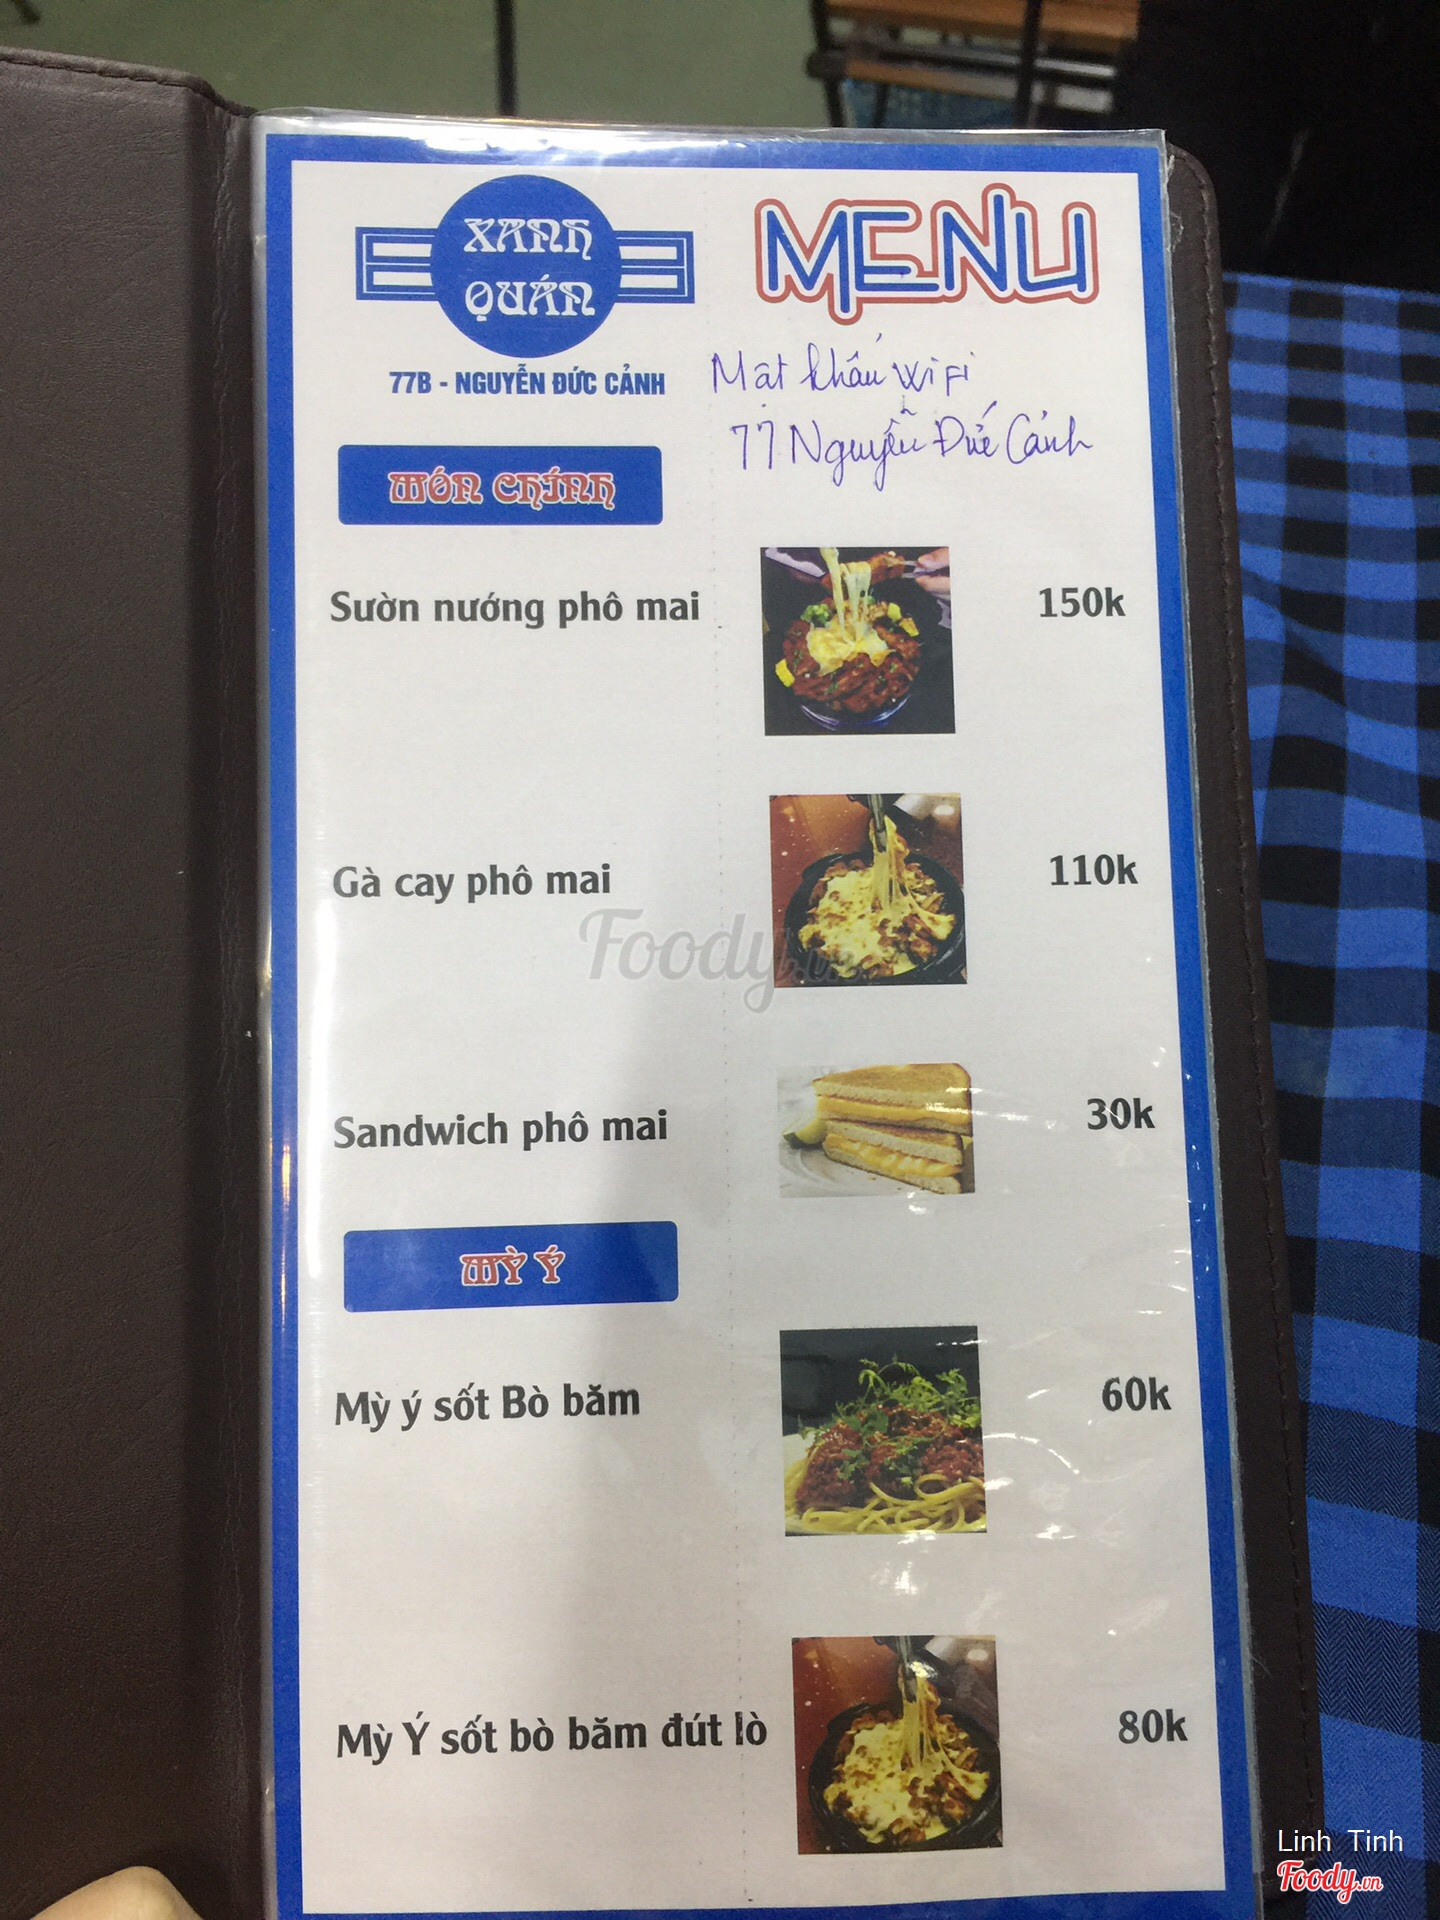 XANH
QUÁN
MENU
77B - NGUYỄN ĐỨC CẢNH
Mật khẩu wifi
77 Nguyễn Đức Cảnh
MÓN CHÍNH
Sườn nướng phô mai 150k
Gà cay phô mai 110k
Foody.vn
Sandwich phô mai 30k
MỲ Ý
Mỳ ý sốt Bò băm 60k
Mỳ Ý sốt bò băm đút lò 80k
Linh Tinh
Foody.vn